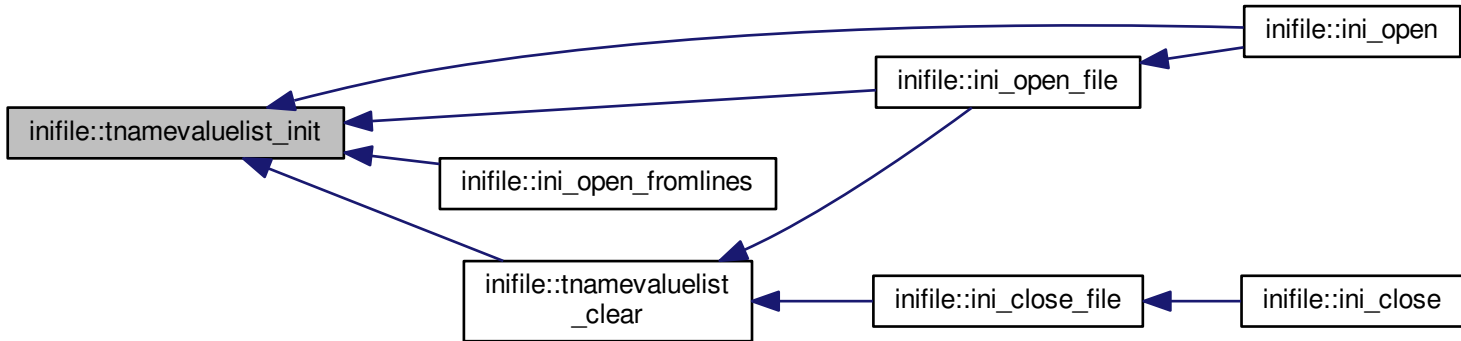 inifile::ini_open
inifile::ini_open_file
inifile::tnamevaluelist_init
inifile::ini_open_fromlines
inifile::tnamevaluelist
_clear
inifile::ini_close_file
inifile::ini_close